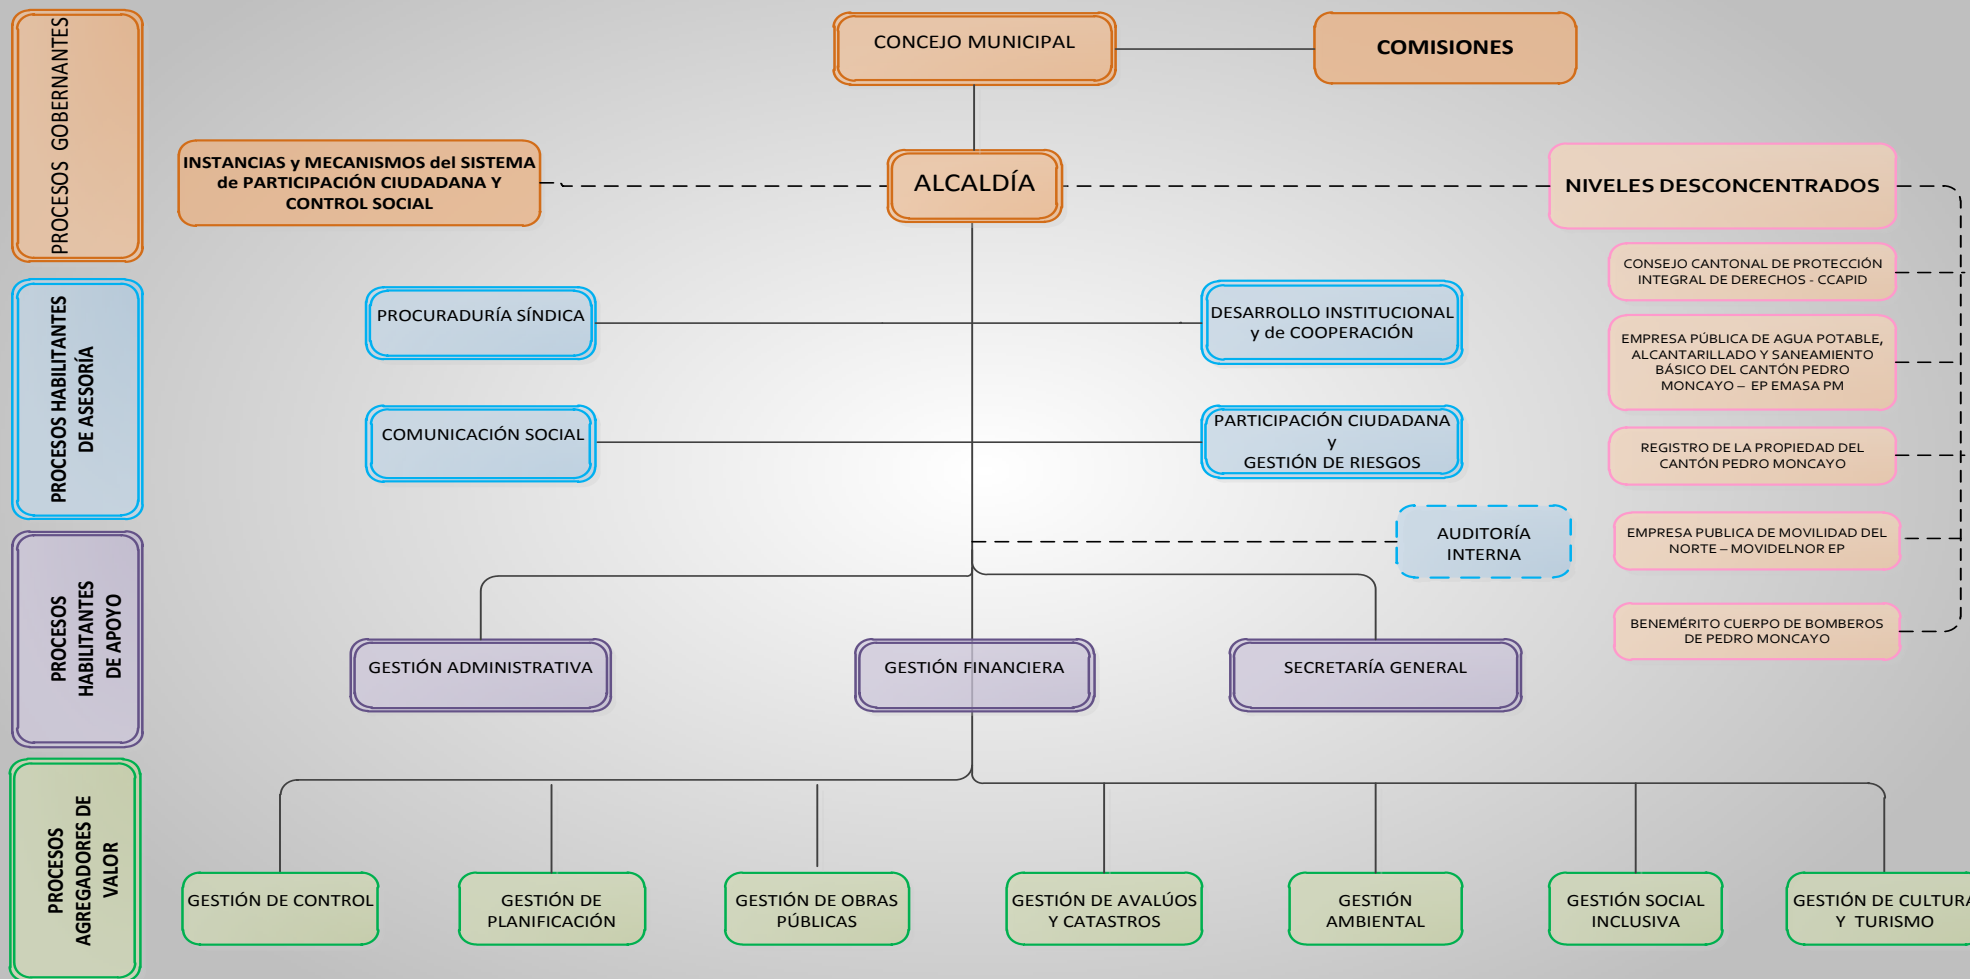 PROCESOS GOBERNANTES
CONCEJO MUNICIPAL
COMISIONES
INSTANCIAS y MECANISMOS del SISTEMA
de PARTICIPACIÓN CIUDADANA Y
CONTROL SOCIAL
ALCALDÍA
NIVELES DESCONCENTRADOS
CONSEJO CANTONAL DE PROTECCIÓN
INTEGRAL DE DERECHOS - CCAPID
EMPRESA PÚBLICA DE AGUA POTABLE,
ALCANTARILLADO Y SANEAMIENTO
BÁSICO DEL CANTÓN PEDRO
MONCAYO – EP EMASA PM
REGISTRO DE LA PROPIEDAD DEL
CANTÓN PEDRO MONCAYO
EMPRESA PUBLICA DE MOVILIDAD DEL
NORTE – MOVIDELNOR EP
BENEMÉRITO CUERPO DE BOMBEROS
DE PEDRO MONCAYO
PROCESOS HABILITANTES
DE ASESORÍA
PROCURADURÍA SÍNDICA
DESARROLLO INSTITUCIONAL
y de COOPERACIÓN
COMUNICACIÓN SOCIAL
PARTICIPACIÓN CIUDADANA
y
GESTIÓN DE RIESGOS
AUDITORÍA
INTERNA
PROCESOS
HABILITANTES
DE APOYO
GESTIÓN ADMINISTRATIVA
GESTIÓN FINANCIERA
SECRETARÍA GENERAL
PROCESOS
AGREGADORES DE
VALOR
GESTIÓN DE CONTROL
GESTIÓN DE
PLANIFICACIÓN
GESTIÓN DE OBRAS
PÚBLICAS
GESTIÓN DE AVALÚOS
Y CATASTROS
GESTIÓN
AMBIENTAL
GESTIÓN SOCIAL
INCLUSIVA
GESTIÓN DE CULTURA
Y TURISMO